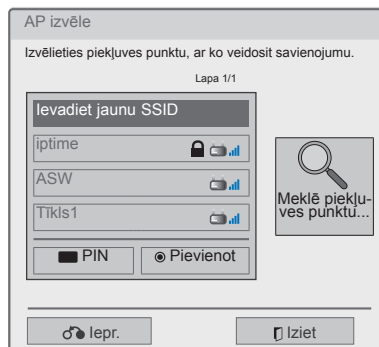 AP izvēle
Izvēlieties piekļuves punktu, ar ko veidosit savienojumu.
Lapa 1/1
Ievadiet jaunu SSID
iptime
ASW
Tīkls1
PIN
Pievienot
Meklē piekļu-
ves punktu...
Iepr.
Iziet